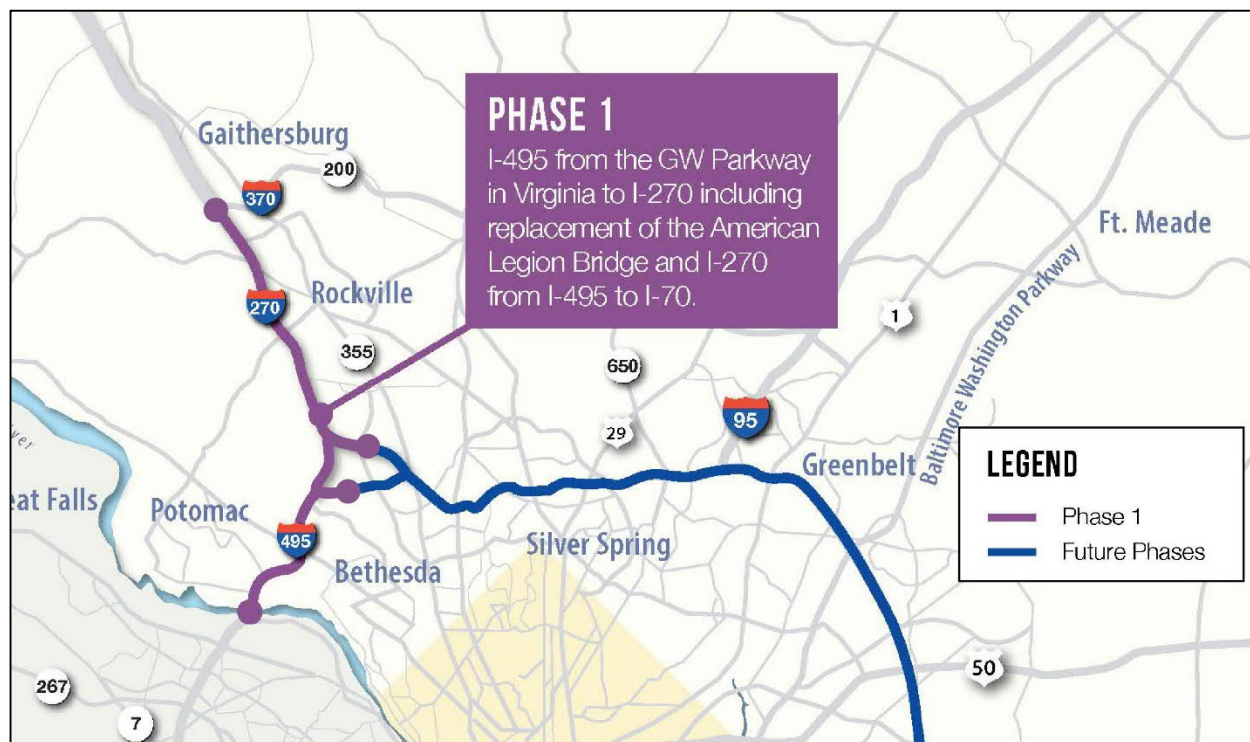 PHASE 1
I-495 from the GW Parkway
in Virginia to I-270 including
replacement of the American
Legion Bridge and I-270
from I-495 to I-70.
Gaithersburg
200
370
Ft. Meade
Rockville
270
1
Baltimore Washington Parkway
355
650
95
29
Greenbelt
LEGEND
Phase 1
Future Phases
eat Falls
Potomac
495
Silver Spring
Bethesda
50
267
7